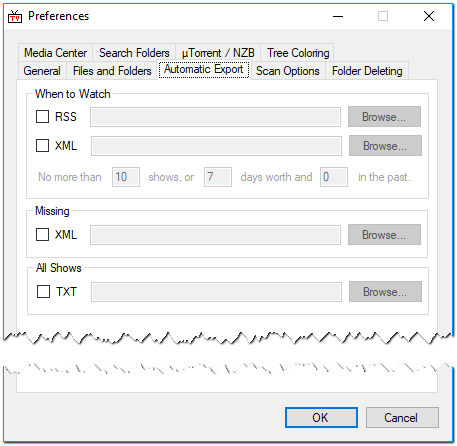 TV Preferences
Media Center Search Folders µTorrent / NZB Tree Coloring
General Files and Folders Automatic Export Scan Options Folder Deleting
When to Watch
RSS Browse...
XML Browse...
No more than 10 shows, or 7 days worth and 0 in the past.
Missing
XML Browse...
All Shows
TXT Browse...
OK Cancel